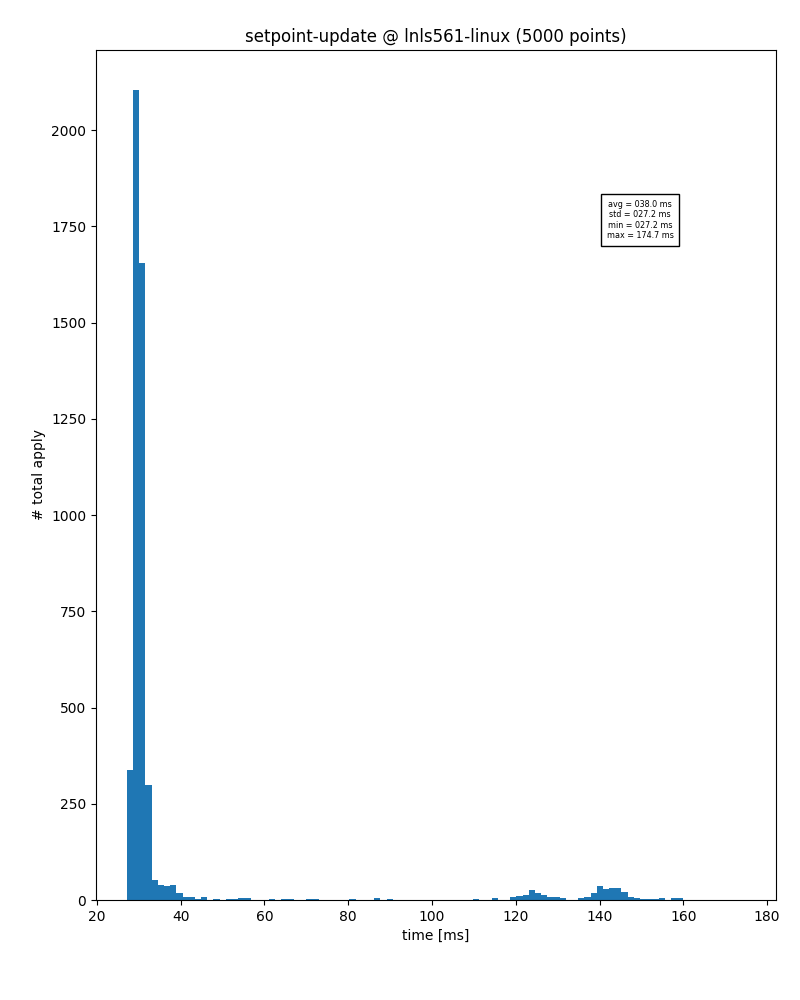 setpoint-update @ lnls561-linux (5000 points)
avg = 038.0 ms
std = 027.2 ms
min = 027.2 ms
max = 174.7 ms
# total apply
2000
1750
1500
1250
1000
750
500
250
0
20 40 60 80 100 120 140 160 180
time [ms]